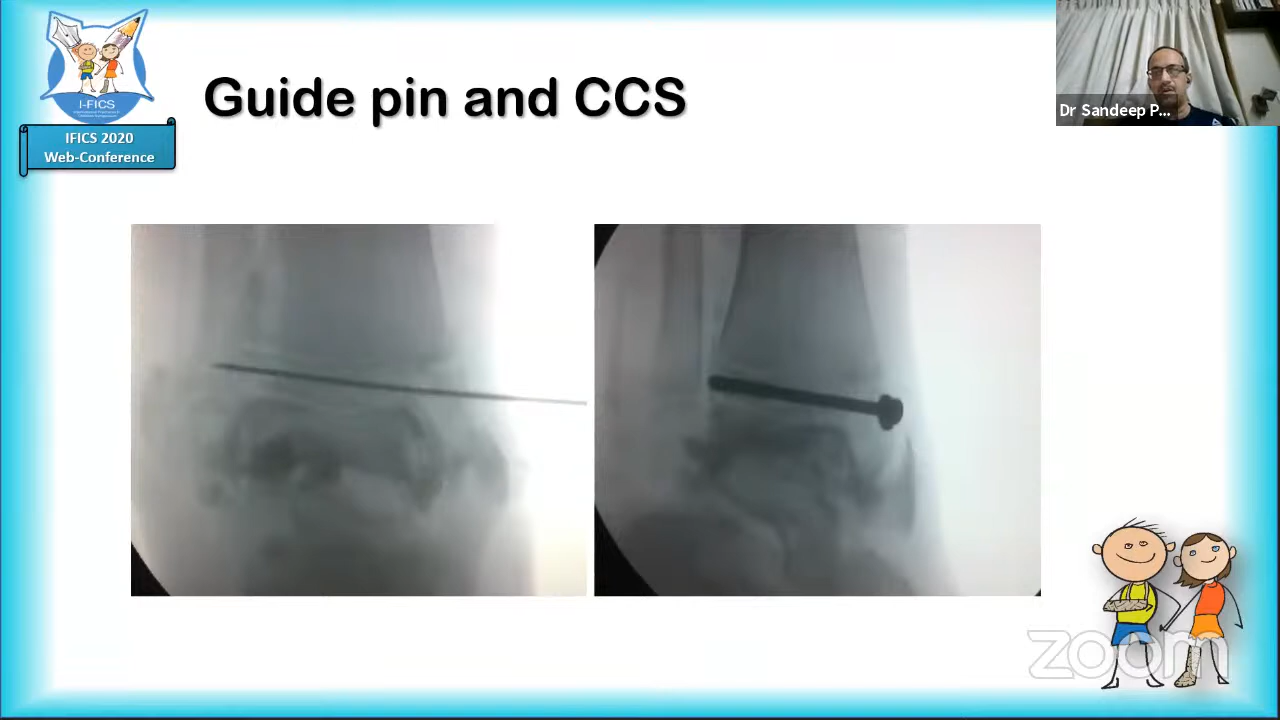 Guide pin and CCS
I-FICS
IFICS 2020
Web-Conference
Dr Sandeep P...
zoom